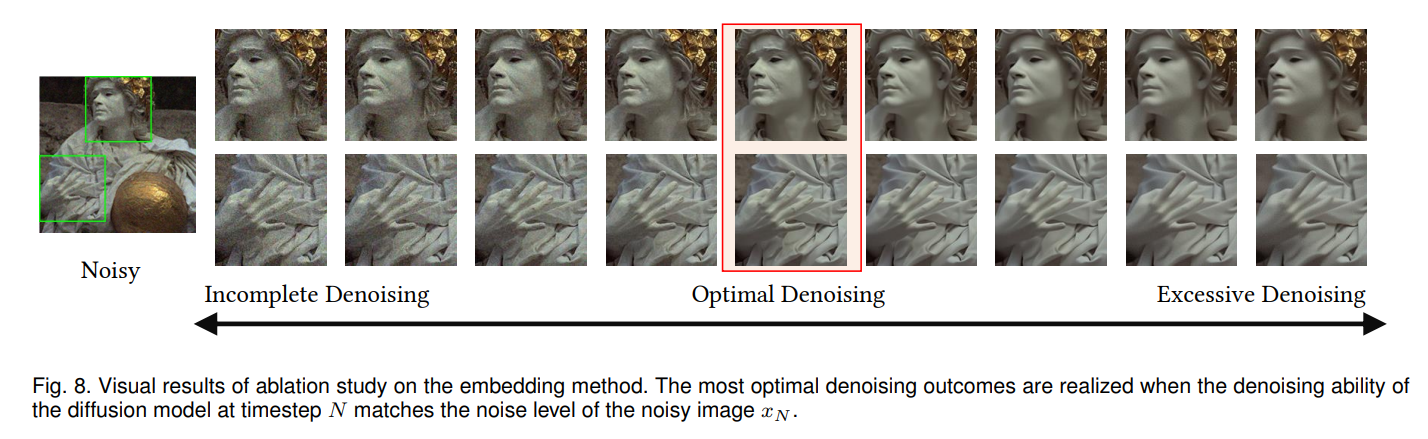 Noisy
Incomplete Denoising
Optimal Denoising
Excessive Denoising
Fig. 8. Visual results of ablation study on the embedding method. The most optimal denoising outcomes are realized when the denoising ability of
the diffusion model at timestep N matches the noise level of the noisy image x_N.